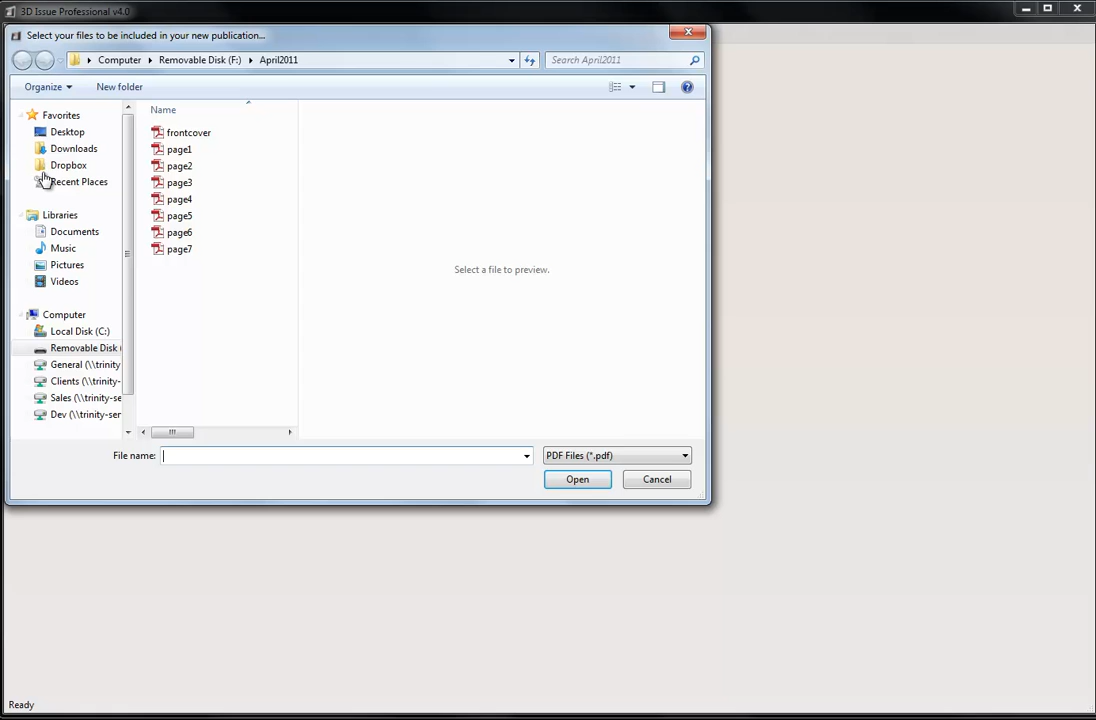 3D Issue Professional v4.0
Select your files to be included in your new publication...
Computer Removable Disk (F:) April2011
Search April2011
Organize
New folder
Favorites
Desktop
Downloads
Dropbox
Recent Places
Libraries
Documents
Music
Pictures
Videos
Computer
Local Disk (C:)
Removable Disk (
General (\\trinity
Clients (\\trinity-
Sales (\\trinity-se
Dev (\\trinity-ser
Name
frontcover
page1
page2
page3
page4
page5
page6
page7
Select a file to preview.
File name:
PDF Files (*.pdf)
Open
Cancel
Ready